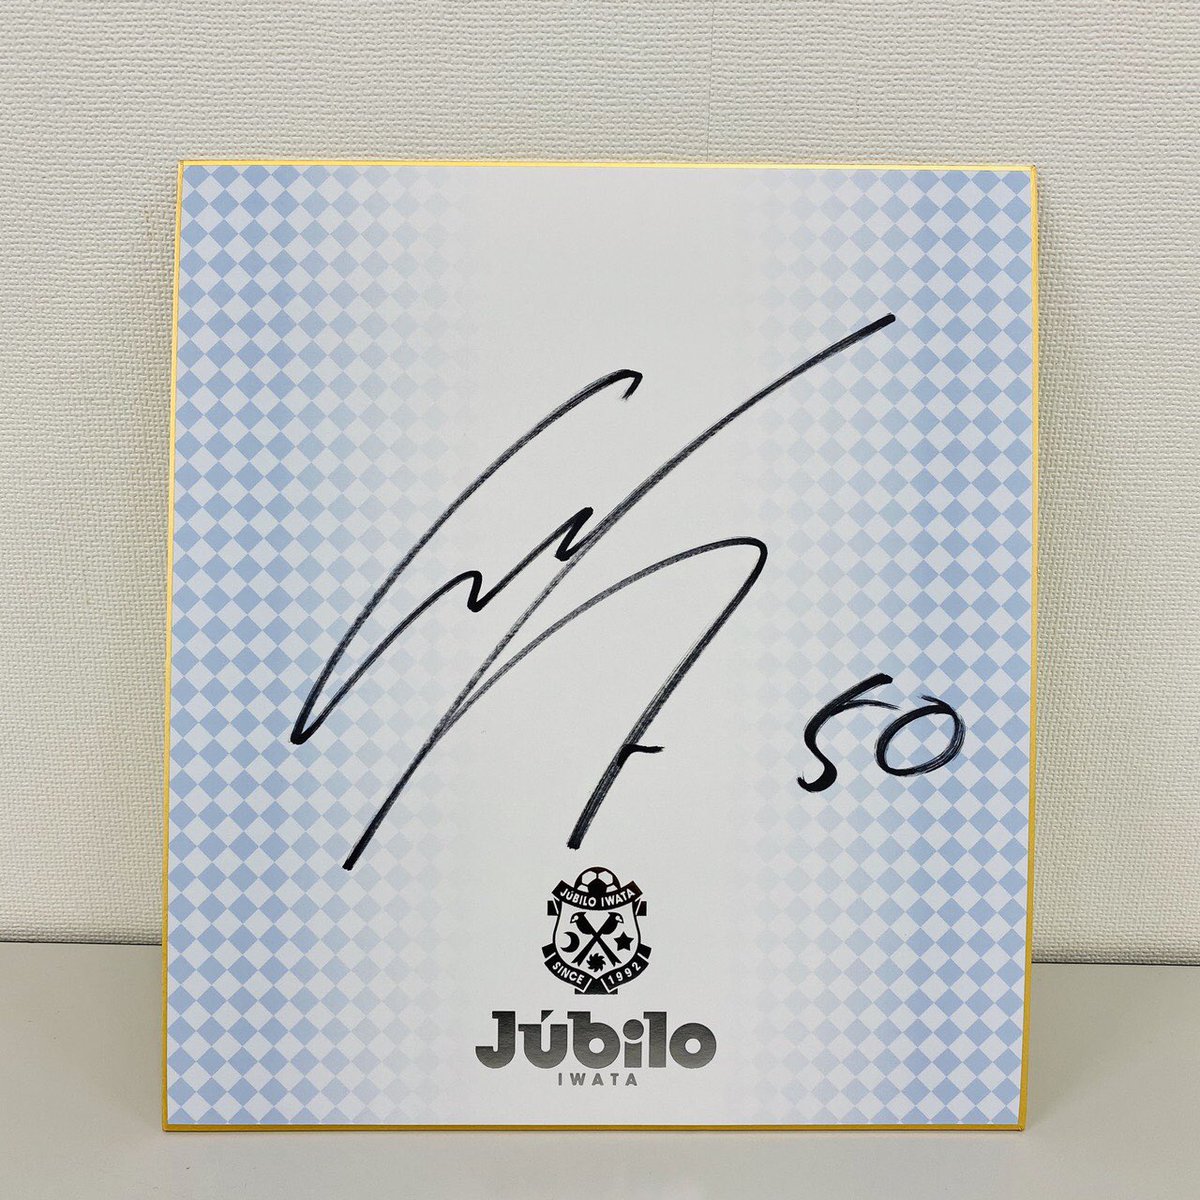 50
JÚBILO IWATA
SINCE 1992
Júbilo
IWATA